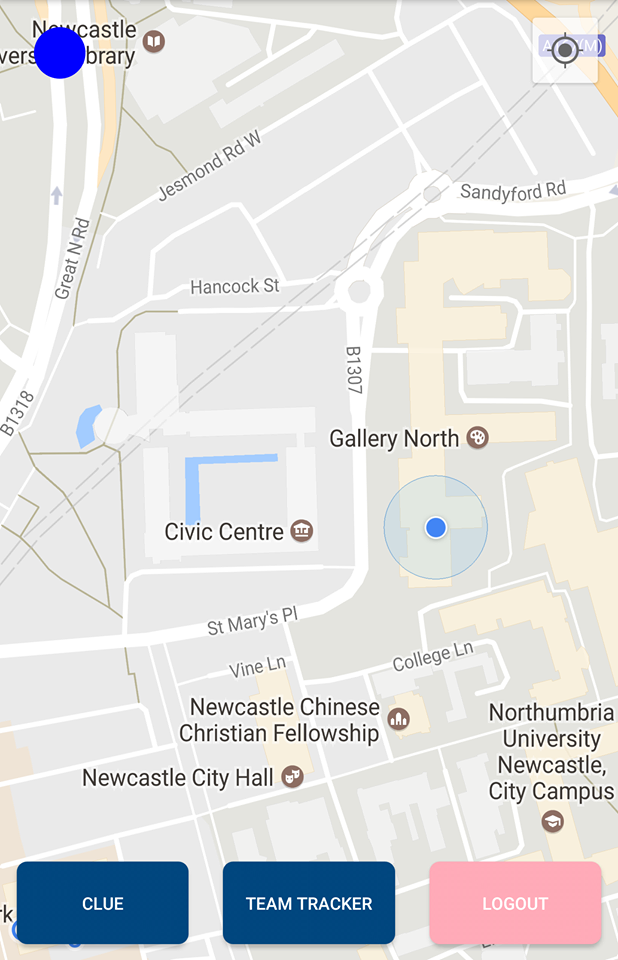 Newcastle
brary
Jesmond Rd W
Sandyford Rd
Great N Rd
Hancock St
B1307
B1318
Gallery North
Civic Centre
St Mary's Pl
Vine Ln
College Ln
Newcastle Chinese
Christian Fellowship
Northumbria
University
Newcastle,
City Campus
Newcastle City Hall
CLUE
TEAM TRACKER
LOGOUT